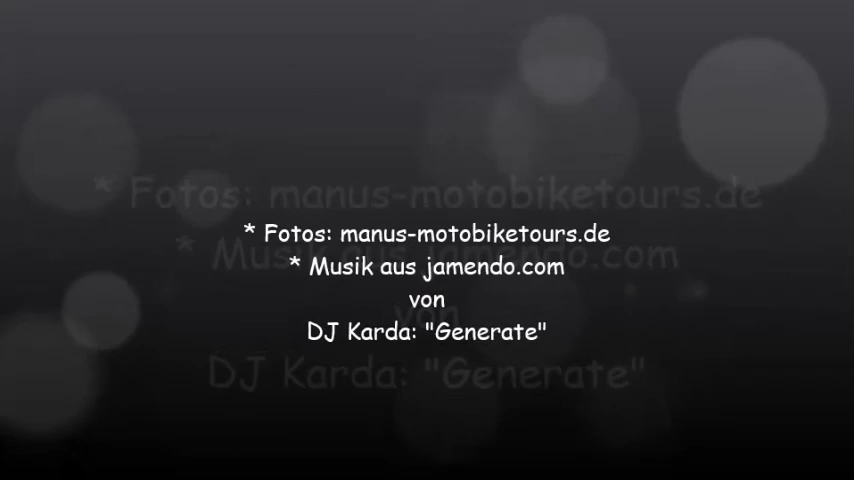 * Fotos: manus-motobiketours.de
* Musik aus jamendo.com
von
DJ Karda: "Generate"